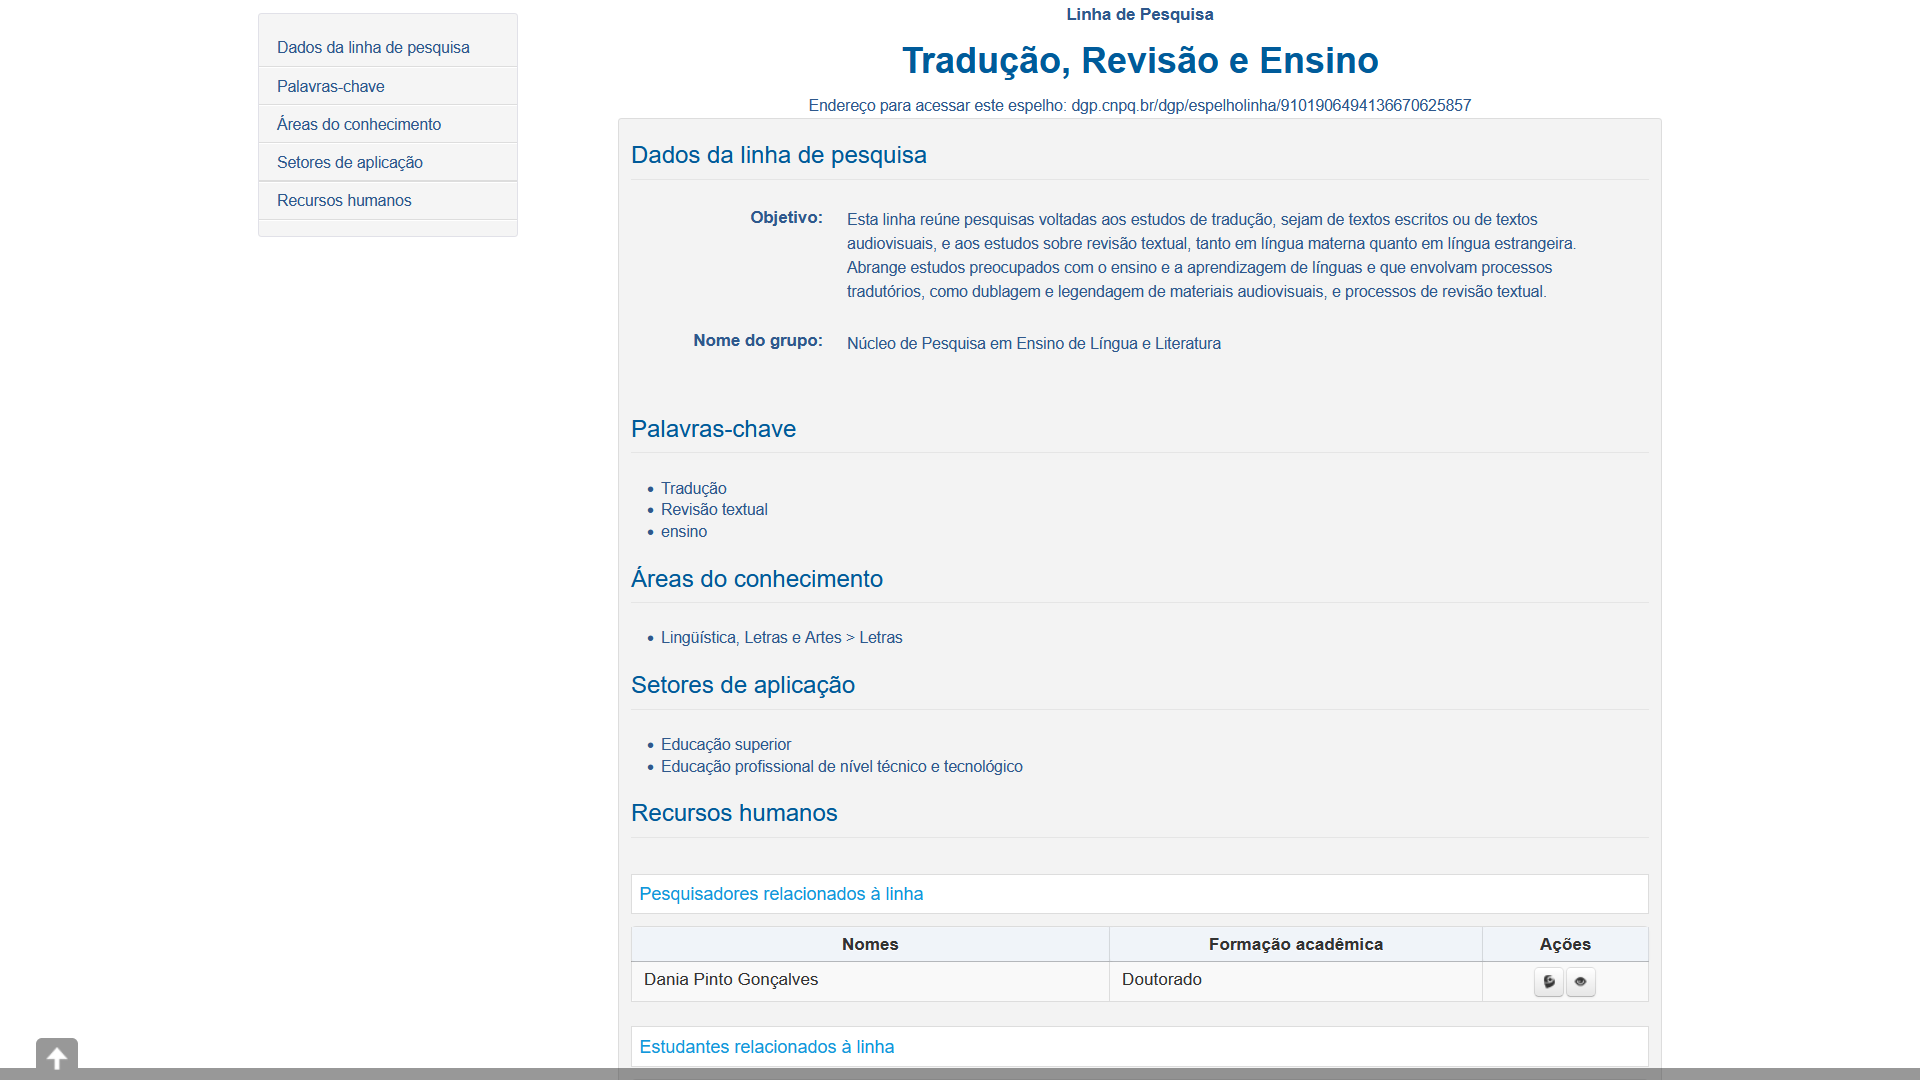 Dados da linha de pesquisa
Palavras-chave
Áreas do conhecimento
Setores de aplicação
Recursos humanos
Linha de Pesquisa
Tradução, Revisão e Ensino
Endereço para acessar este espelho: dgp.cnpq.br/dgp/espelholinha/9101906494136670625857
Dados da linha de pesquisa
Objetivo:
Esta linha reúne pesquisas voltadas aos estudos de tradução, sejam de textos escritos ou de textos
audiovisuais, e aos estudos sobre revisão textual, tanto em língua materna quanto em língua estrangeira.
Abrange estudos preocupados com o ensino e a aprendizagem de línguas e que envolvam processos
tradutórios, como dublagem e legendagem de materiais audiovisuais, e processos de revisão textual.
Nome do grupo:
Núcleo de Pesquisa em Ensino de Língua e Literatura
Palavras-chave
Tradução
Revisão textual
ensino
Áreas do conhecimento
Lingüística, Letras e Artes > Letras
Setores de aplicação
Educação superior
Educação profissional de nível técnico e tecnológico
Recursos humanos
Pesquisadores relacionados à linha
Nomes Formação acadêmica Ações
Dania Pinto Gonçalves Doutorado
Estudantes relacionados à linha